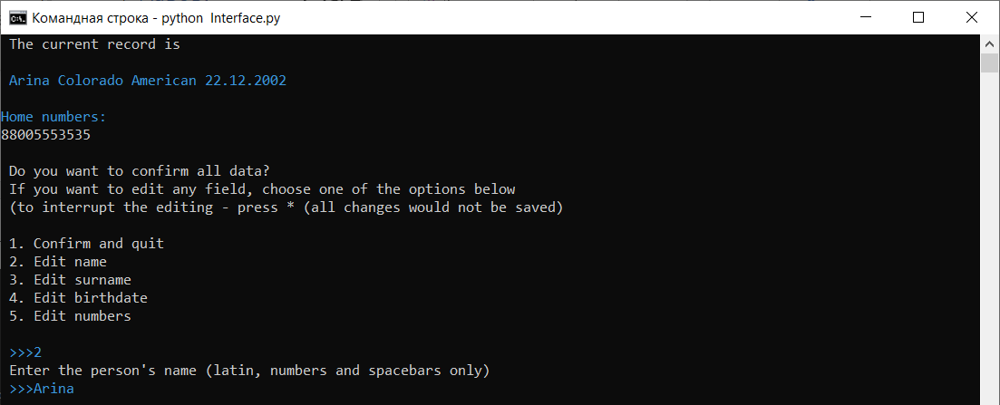 Командная строка - python  Interface.py
The current record is
Arina Colorado American 22.12.2002
Home numbers:
88005553535
Do you want to confirm all data?
If you want to edit any field, choose one of the options below
(to interrupt the editing - press * (all changes would not be saved)
1. Confirm and quit
2. Edit name
3. Edit surname
4. Edit birthdate
5. Edit numbers
>>>2
Enter the person's name (latin, numbers and spacebars only)
>>>Arina